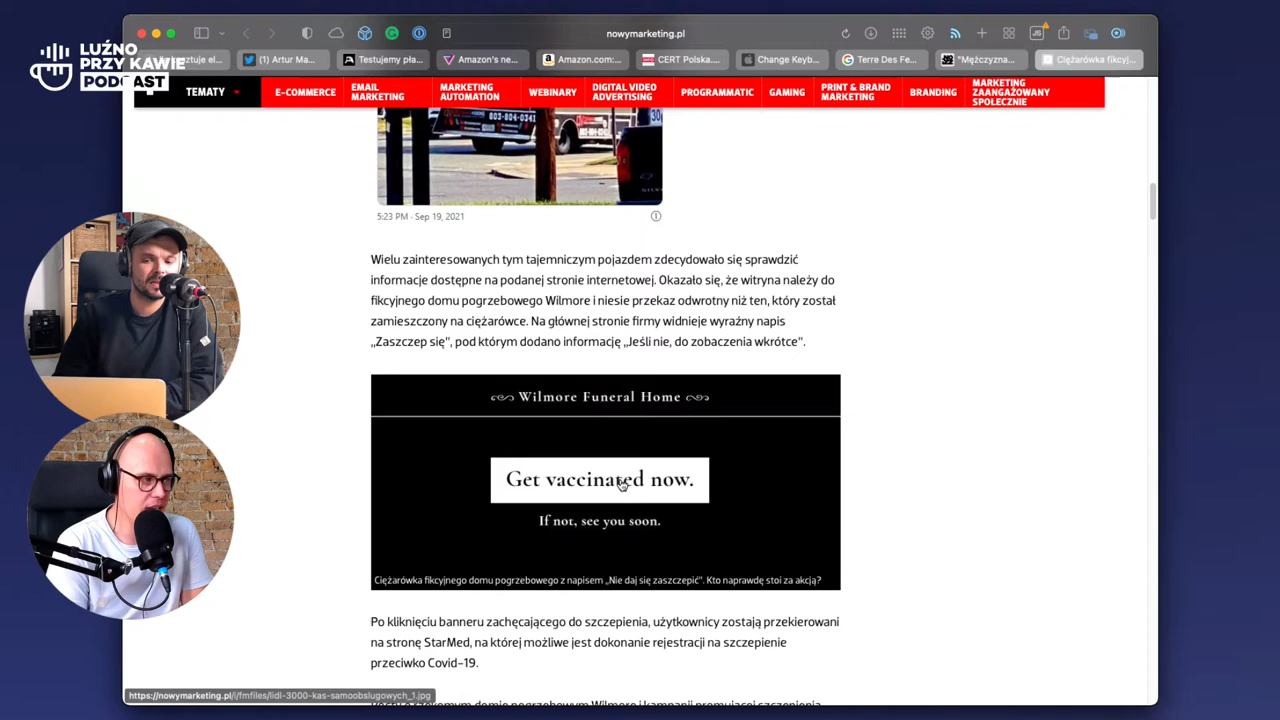 LUŹNO
PRZY KAWIE
PODCAST
nowymarketing.pl
(1) Artur Ma...
Testujemy pła...
Amazon's ne...
Amazon.com:...
CERT Polska...
Change Keyb...
Terre Des Fe...
"Mężczyzna...
Ciężarówka fikcyj...
TEMATY
E-COMMERCE
EMAIL
MARKETING
MARKETING
AUTOMATION
WEBINARY
DIGITAL VIDEO
ADVERTISING
PROGRAMMATIC
GAMING
PRINT & BRAND
MARKETING
BRANDING
MARKETING
ZAANGAŻOWANY
SPOŁECZNIE
803-804-0341
5:23 PM · Sep 19, 2021
Wielu zainteresowanych tym tajemniczym pojazdem zdecydowało się sprawdzić
informacje dostępne na podanej stronie internetowej. Okazało się, że witryna należy do
fikcyjnego domu pogrzebowego Wilmore i niesie przekaz odwrotny niż ten, który został
zamieszczony na ciężarówce. Na głównej stronie firmy widnieje wyraźny napis
„Zaszczep się”, pod którym dodano informację „Jeśli nie, do zobaczenia wkrótce”.
Wilmore Funeral Home
Get vaccinated now.
If not, see you soon.
Ciężarówka fikcyjnego domu pogrzebowego z napisem „Nie daj się zaszczepić”. Kto naprawdę stoi za akcją?
Po kliknięciu banneru zachęcającego do szczepienia, użytkownicy zostają przekierowani
na stronę StarMed, na której możliwe jest dokonanie rejestracji na szczepienie
przeciwko Covid-19.
https://nowymarketing.pl/i/fmfiles/lidl-3000-kas-samoobslugowych_1.jpg